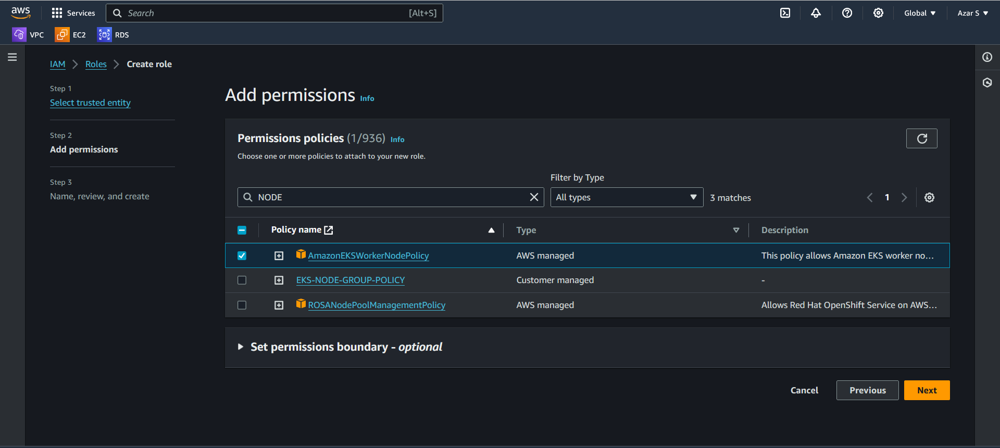 aws Services Search [Alt+S] Global Azar S
VPC EC2 RDS
IAM Roles Create role
Step 1
Select trusted entity
Step 2
Add permissions
Step 3
Name, review, and create
Add permissions Info
Permissions policies (1/936) Info
Choose one or more policies to attach to your new role.
Filter by Type
NODE All types 3 matches 1
Policy name Type Description
AmazonEKSWorkerNodePolicy AWS managed This policy allows Amazon EKS worker no...
EKS-NODE-GROUP-POLICY Customer managed -
ROSANodePoolManagementPolicy AWS managed Allows Red Hat OpenShift Service on AWS...
Set permissions boundary - optional
Cancel Previous Next